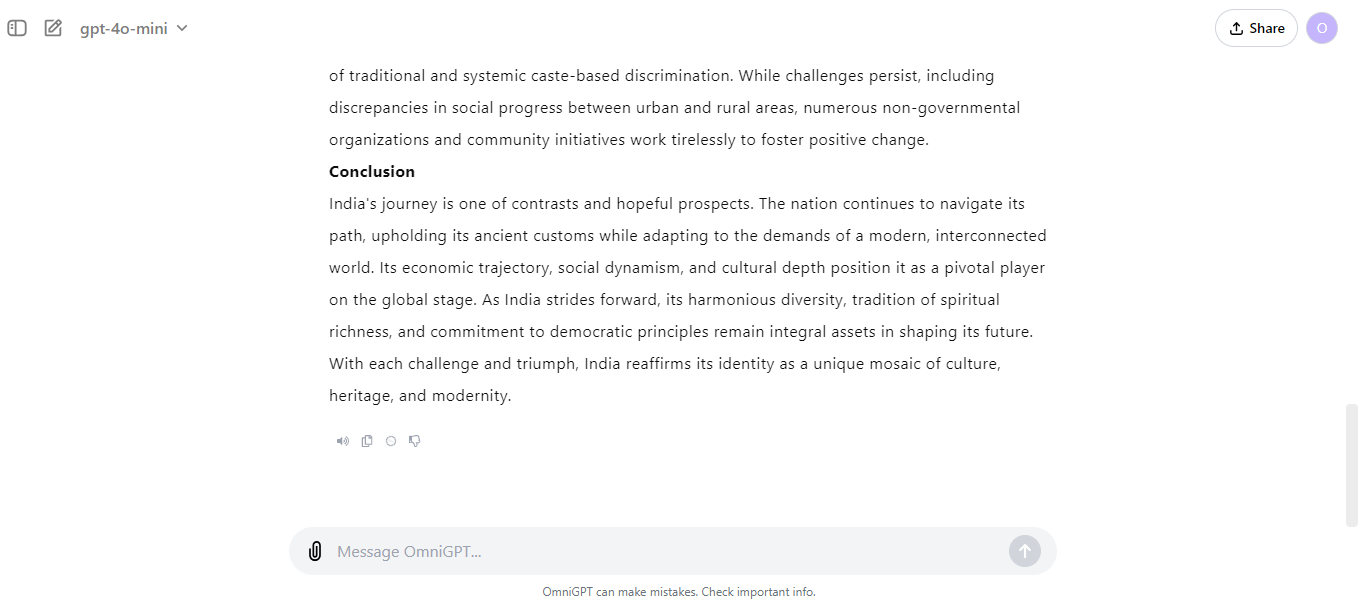 gpt-4o-mini
Share
O
of traditional and systemic caste-based discrimination. While challenges persist, including
discrepancies in social progress between urban and rural areas, numerous non-governmental
organizations and community initiatives work tirelessly to foster positive change.
Conclusion
India's journey is one of contrasts and hopeful prospects. The nation continues to navigate its
path, upholding its ancient customs while adapting to the demands of a modern, interconnected
world. Its economic trajectory, social dynamism, and cultural depth position it as a pivotal player
on the global stage. As India strides forward, its harmonious diversity, tradition of spiritual
richness, and commitment to democratic principles remain integral assets in shaping its future.
With each challenge and triumph, India reaffirms its identity as a unique mosaic of culture,
heritage, and modernity.
Message OmniGPT...
OmniGPT can make mistakes. Check important info.